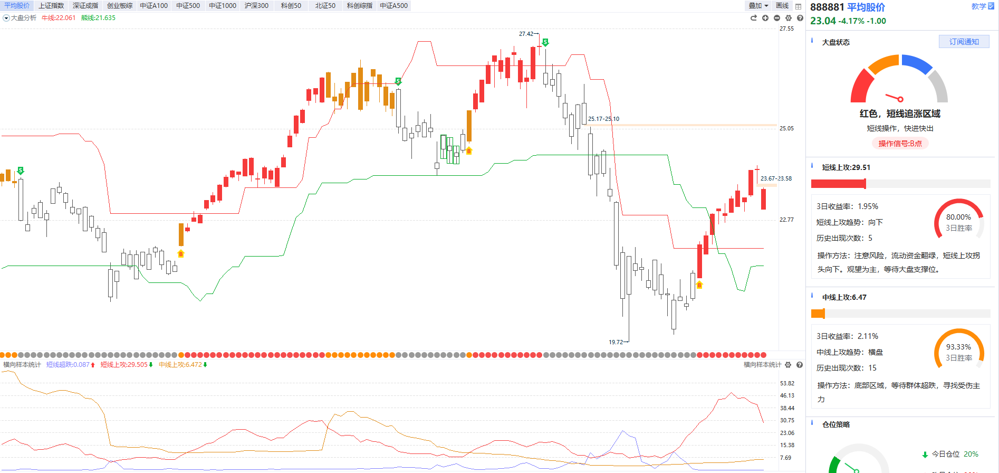 平均股价 上证指数 深证成指 创业板综 中证A100 中证500 中证1000 沪深300 科创50 北证50 科创综指 中证A500 叠加 画线
大盘分析 牛线:22.061 熊线:21.635
27.55
27.42
S
S
25.17-25.10
25.05
B
S
23.67-23.58
22.77
B
B
19.72
横向样本统计 短线超跌:0.087 短线上攻:29.505 中线上攻:6.472 横向样本统计
53.82
46.13
38.44
30.75
23.06
15.38
7.69
888881 平均股价 教学
23.04 -4.17% -1.00
大盘状态 订阅通知
红色，短线追涨区域
短线操作，快进快出
操作信号:B点
短线上攻:29.51
3日收益率：1.95%
短线上攻趋势：向下
历史出现次数：5
80.00%
3日胜率
操作方法：注意风险，流动资金翻绿，短线上攻拐
头向下。观望为主，等待大盘支撑位。
中线上攻:6.47
3日收益率：2.11%
中线上攻趋势：横盘
历史出现次数：15
93.33%
3日胜率
操作方法：底部区域，等待群体超跌，寻找受伤主
力
仓位策略
今日仓位 20%